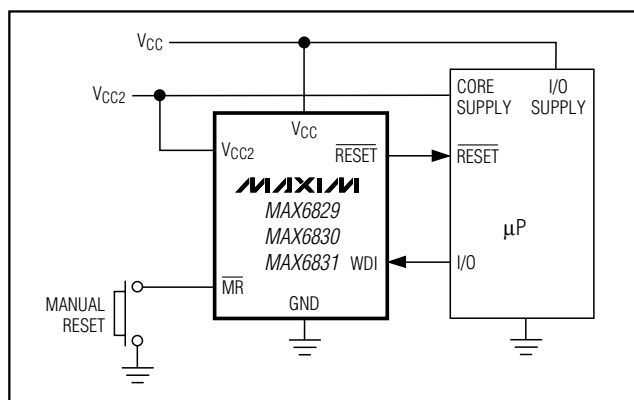 VCC
VCC2
CORE SUPPLY
I/O SUPPLY
VCC
VCC2
RESET
RESET
MAXIM
MAX6829
MAX6830
MAX6831
µP
WDI
I/O
MR
GND
MANUAL
RESET